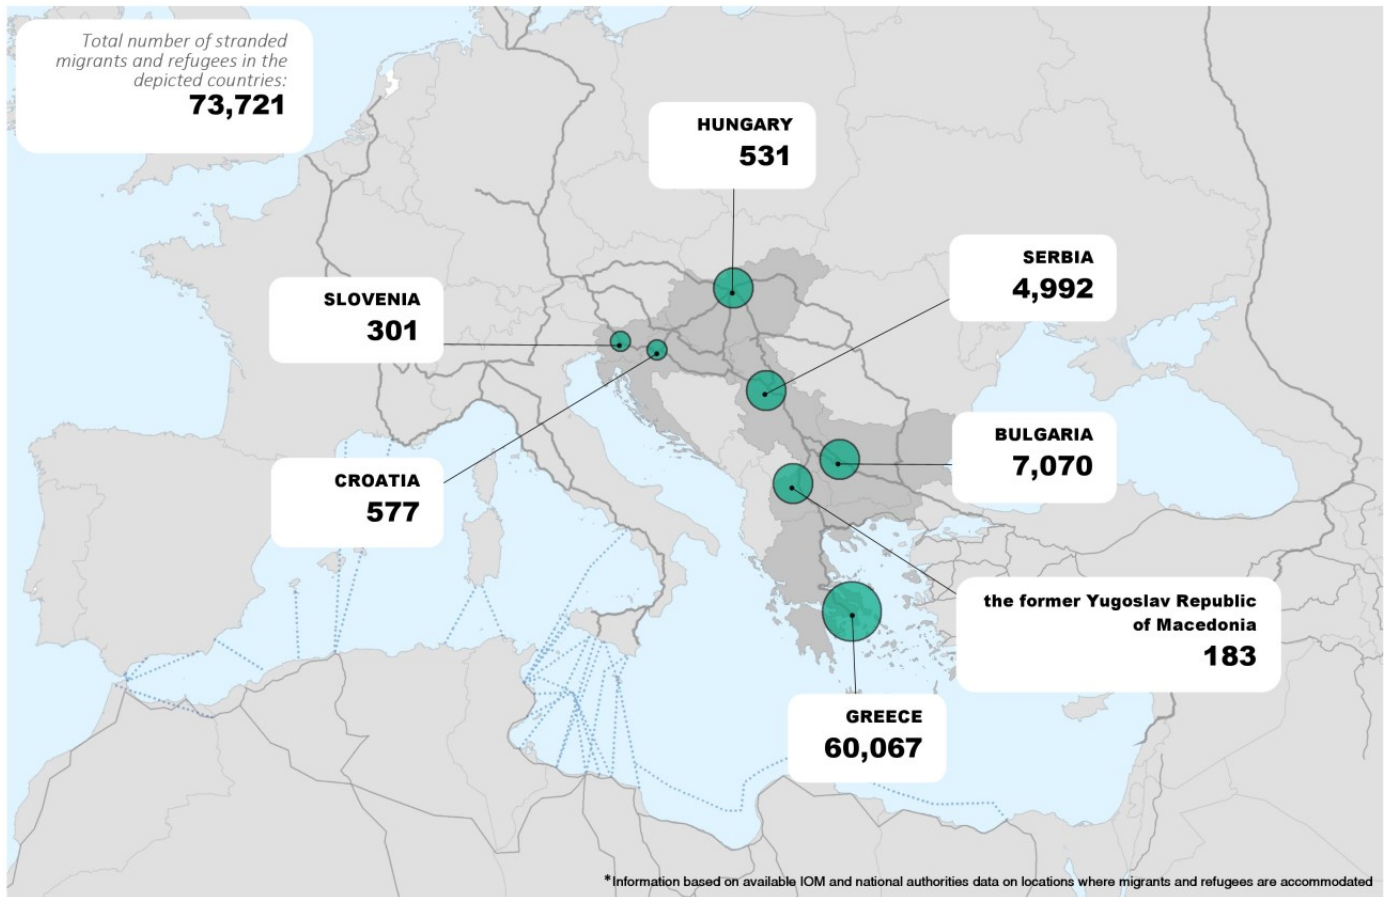 Total number of stranded
migrants and refugees in the
depicted countries:
73,721
HUNGARY
531
SERBIA
4,992
SLOVENIA
301
BULGARIA
7,070
CROATIA
577
the former Yugoslav Republic
of Macedonia
183
GREECE
60,067
*Information based on available IOM and national authorities data on locations where migrants and refugees are accommodated